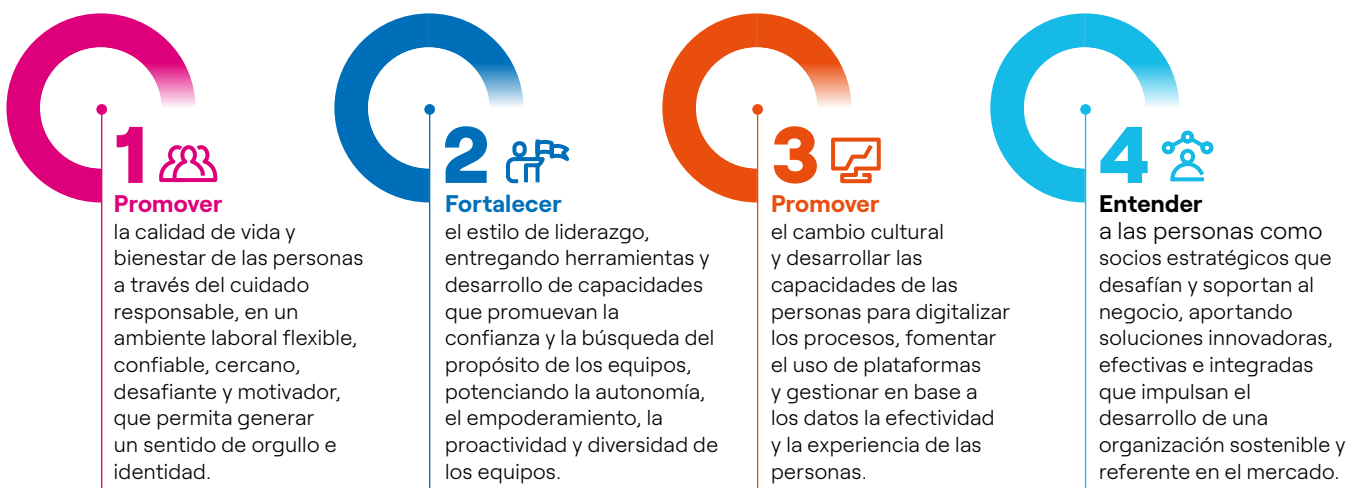 1
Promover
la calidad de vida y
bienestar de las personas
a través del cuidado
responsable, en un
ambiente laboral flexible,
confiable, cercano,
desafiante y motivador,
que permita generar
un sentido de orgullo e
identidad.
2
Fortalecer
el estilo de liderazgo,
entregando herramientas y
desarrollo de capacidades
que promuevan la
confianza y la búsqueda del
propósito de los equipos,
potenciando la autonomía,
el empoderamiento, la
proactividad y diversidad de
los equipos.
3
Promover
el cambio cultural
y desarrollar las
capacidades de las
personas para digitalizar
los procesos, fomentar
el uso de plataformas
y gestionar en base a
los datos la efectividad
y la experiencia de las
personas.
4
Entender
a las personas como
socios estratégicos que
desafían y soportan al
negocio, aportando
soluciones innovadoras,
efectivas e integradas
que impulsan el
desarrollo de una
organización sostenible y
referente en el mercado.